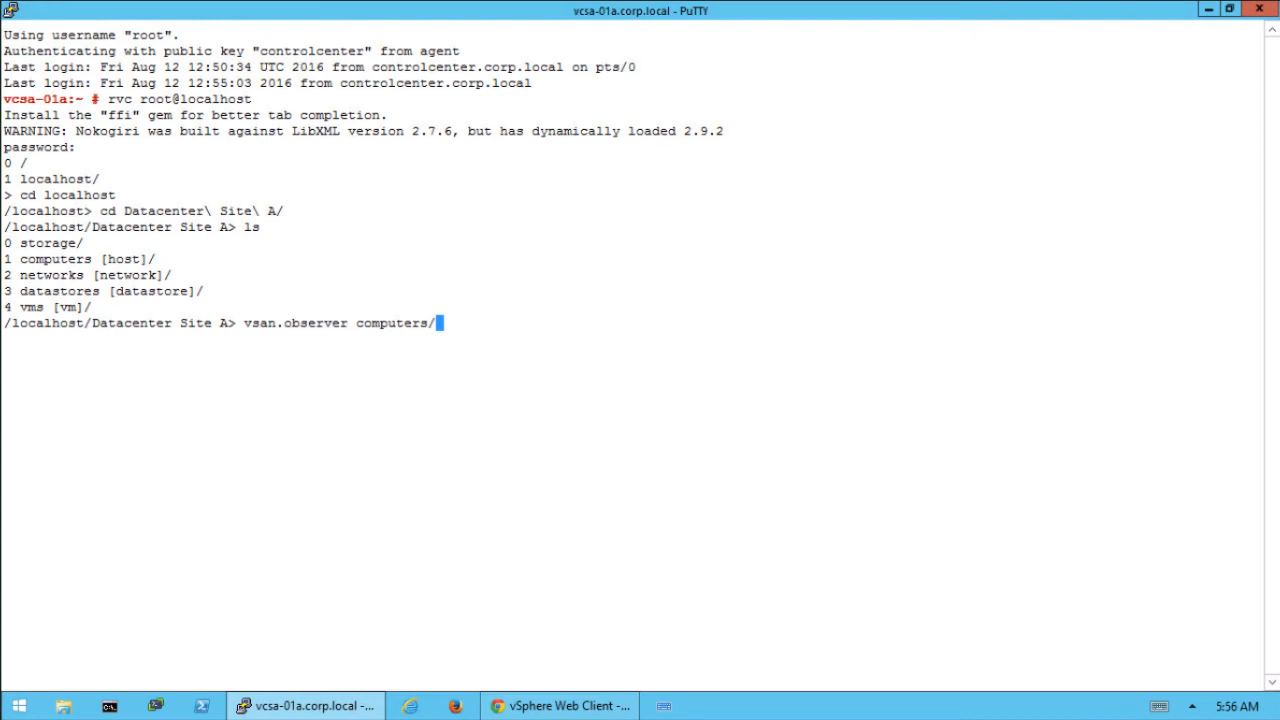 vcsa-01a.corp.local - PuTTY
Using username "root".
Authenticating with public key "controlcenter" from agent
Last login: Fri Aug 12 12:50:34 UTC 2016 from controlcenter.corp.local on pts/0
Last login: Fri Aug 12 12:55:03 2016 from controlcenter.corp.local
vcsa-01a:~ # rvc root@localhost
Install the "ffi" gem for better tab completion.
WARNING: Nokogiri was built against LibXML version 2.7.6, but has dynamically loaded 2.9.2
password:
0 /
1 localhost/
> cd localhost
/localhost> cd Datacenter\ Site\ A/
/localhost/Datacenter Site A> ls
0 storage/
1 computers [host]/
2 networks [network]/
3 datastores [datastore]/
4 vms [vm]/
/localhost/Datacenter Site A> vsan.observer computers/
vcsa-01a.corp.local -...
vSphere Web Client -...
5:56 AM